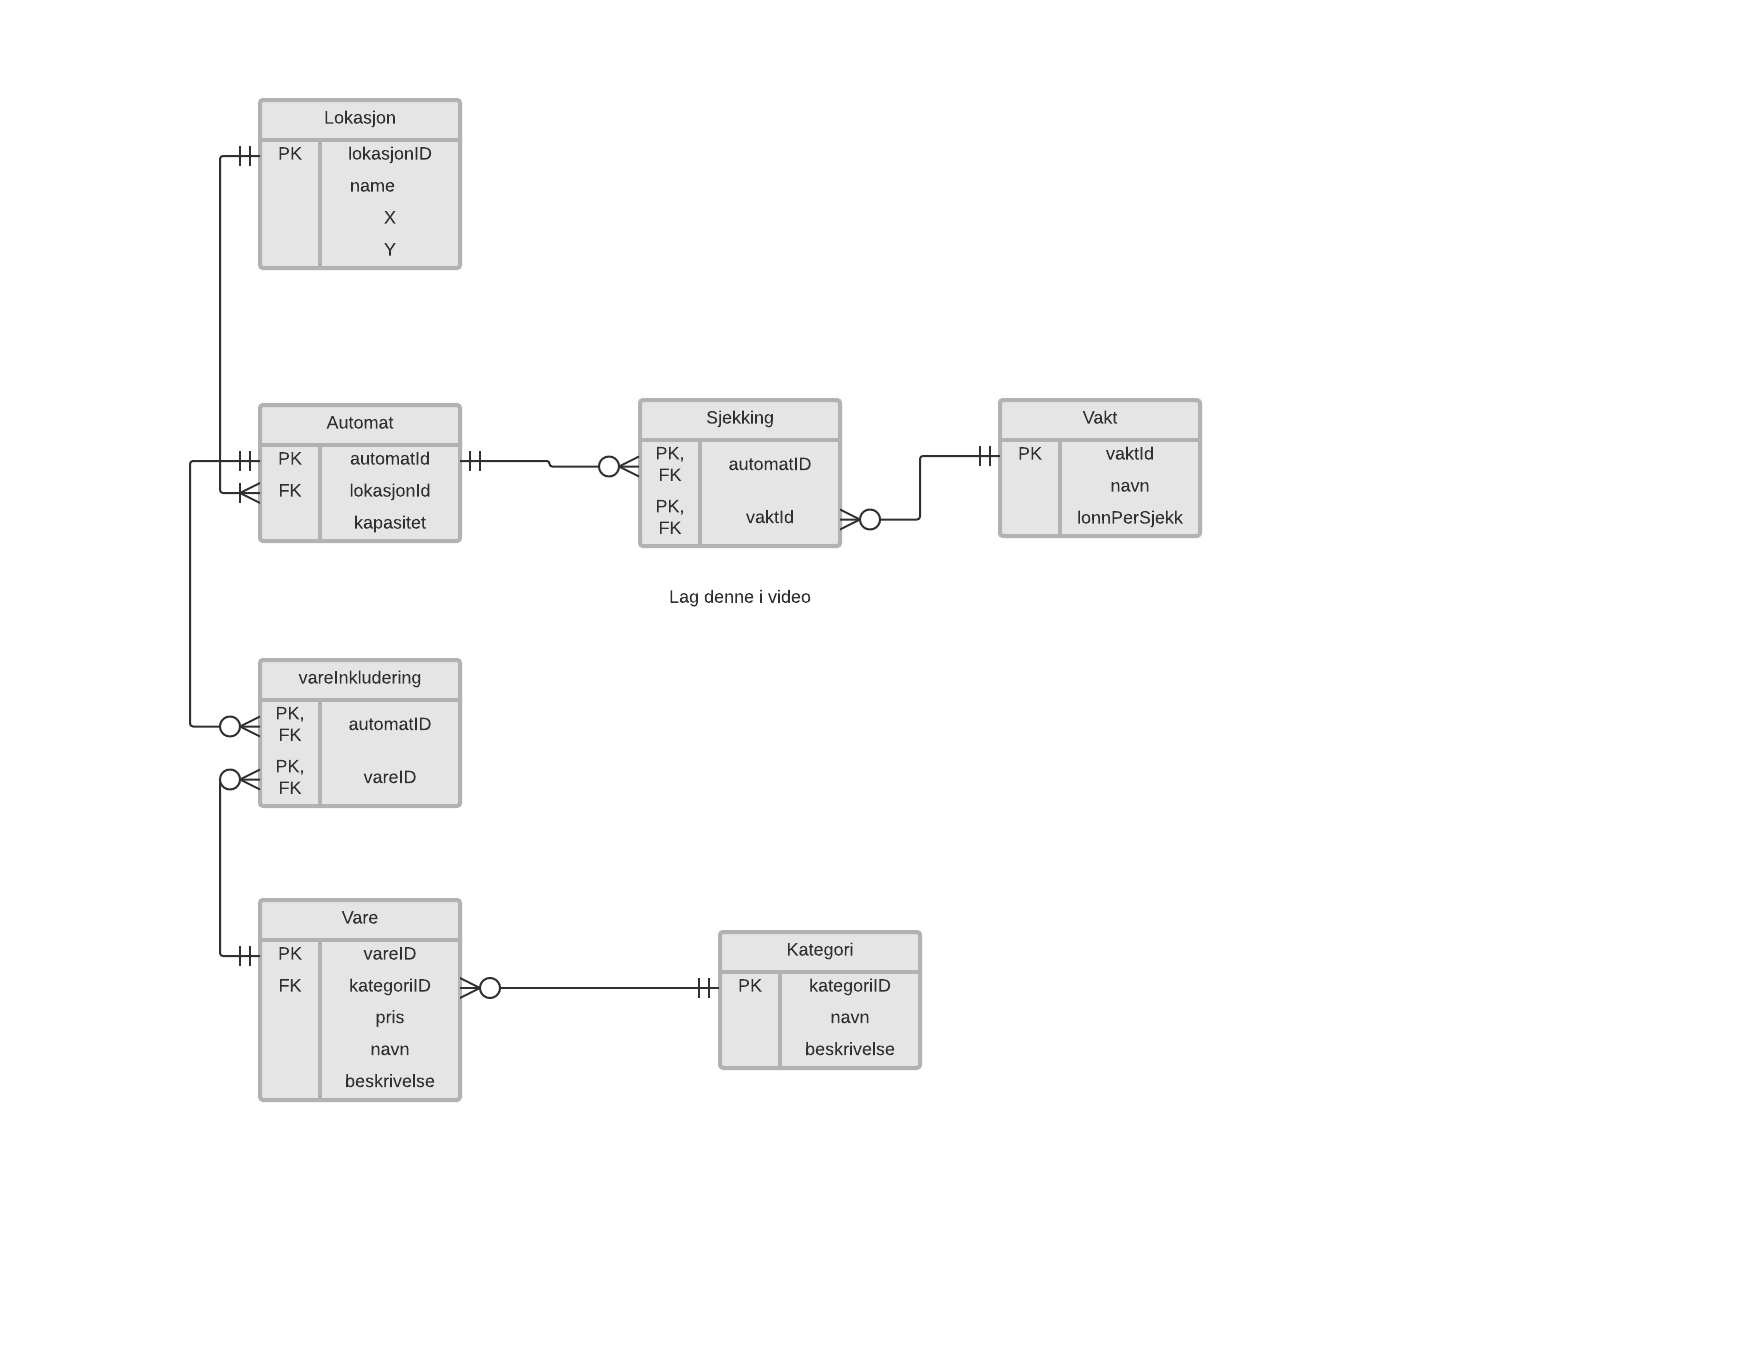 Lokasjon
PK lokasjonID
name
X
Y
Automat
PK automatId
FK lokasjonId
kapasitet
Sjekking
PK,
FK
automatID
PK,
FK
vaktId
Lag denne i video
Vakt
PK vaktId
navn
lonnPerSjekk
vareInkludering
PK,
FK
automatID
PK,
FK
vareID
Vare
PK vareID
FK kategoriID
pris
navn
beskrivelse
Kategori
PK kategoriID
navn
beskrivelse